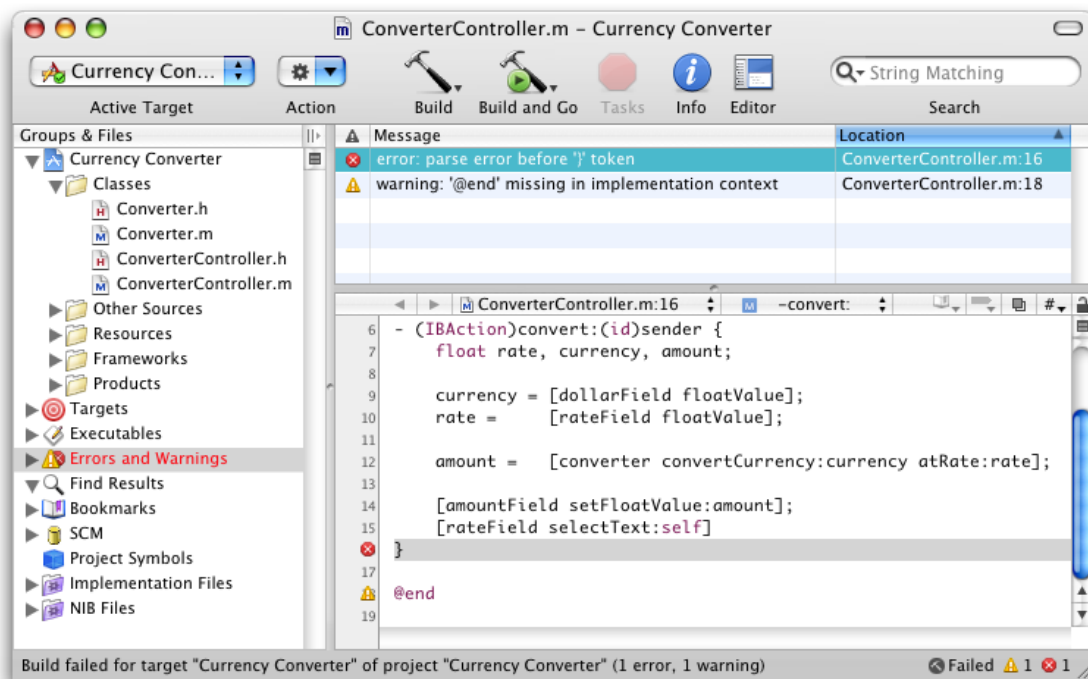 ConverterController.m – Currency Converter
Currency Con...
String Matching
Active Target
Action
Build
Build and Go
Tasks
Info
Editor
Search
Groups & Files
Currency Converter
Classes
Converter.h
Converter.m
ConverterController.h
ConverterController.m
Other Sources
Resources
Frameworks
Products
Targets
Executables
Errors and Warnings
Find Results
Bookmarks
SCM
Project Symbols
Implementation Files
NIB Files
Message Location
error: parse error before '}' token ConverterController.m:16
warning: '@end' missing in implementation context ConverterController.m:18
ConverterController.m:16 -convert: #
6 - (IBAction)convert:(id)sender {
7 float rate, currency, amount;
8
9 currency = [dollarField floatValue];
10 rate = [rateField floatValue];
11
12 amount = [converter convertCurrency:currency atRate:rate];
13
14 [amountField setFloatValue:amount];
15 [rateField selectText:self]
}
17
@end
19
Build failed for target "Currency Converter" of project "Currency Converter" (1 error, 1 warning) Failed 1 1